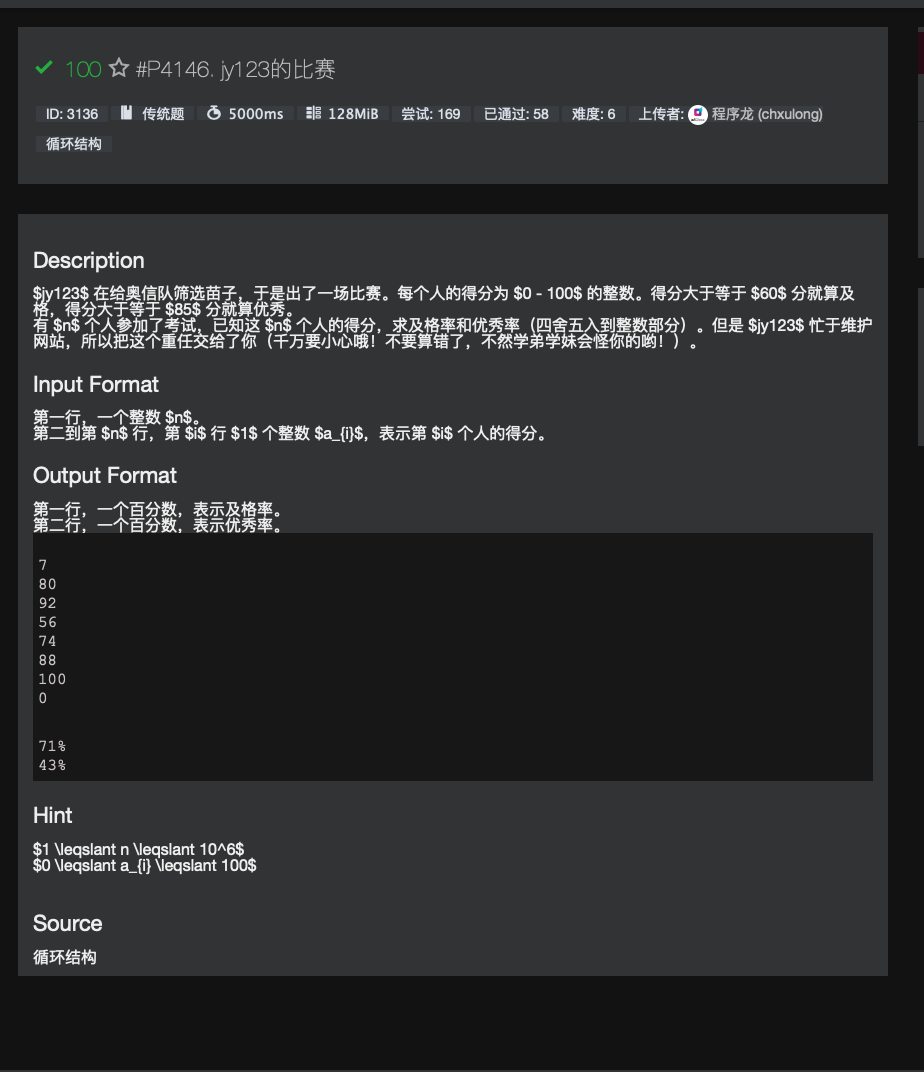 100 #P4146. jy123的比赛
ID: 3136 传统题 5000ms 128MiB 尝试: 169 已通过: 58 难度: 6 上传者: 程序龙 (chxulong)
循环结构
Description
$jy123$ 在给奥信队筛选苗子，于是出了一场比赛。每个人的得分为 $0 - 100$ 的整数。得分大于等于 $60$ 分就算及
格，得分大于等于 $85$ 分就算优秀。
有 $n$ 个人参加了考试，已知这 $n$ 个人的得分，求及格率和优秀率（四舍五入到整数部分）。但是 $jy123$ 忙于维护
网站，所以把这个重任交给了你（千万要小心哦！不要算错了，不然学弟学妹会怪你的哟！）。
Input Format
第一行，一个整数 $n$。
第二到第 $n$ 行，第 $i$ 行 $1$ 个整数 $a_{i}$，表示第 $i$ 个人的得分。
Output Format
第一行，一个百分数，表示及格率。
第二行，一个百分数，表示优秀率。
7
80
92
56
74
88
100
0
71%
43%
Hint
$1 \leqslant n \leqslant 10^6$
$0 \leqslant a_{i} \leqslant 100$
Source
循环结构